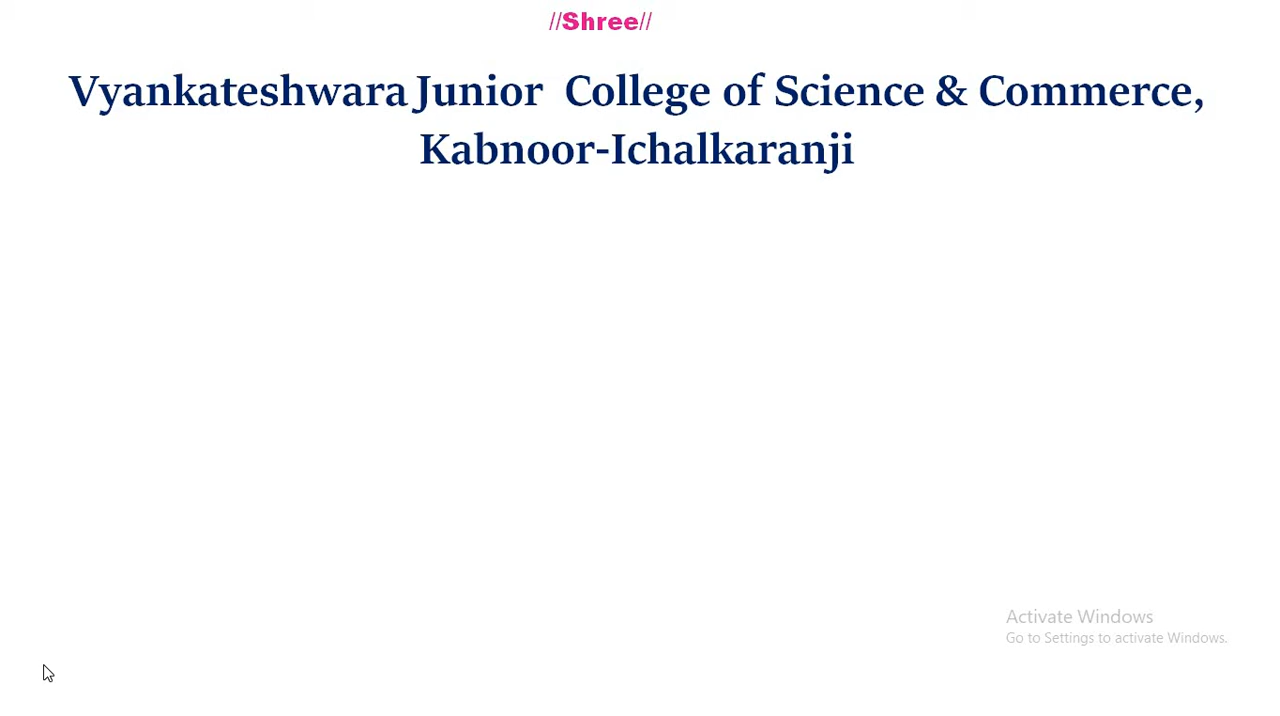 //Shree//
Vyankateshwara Junior College of Science & Commerce,
Kabnoor-Ichalkaranji
Activate Windows
Go to Settings to activate Windows.